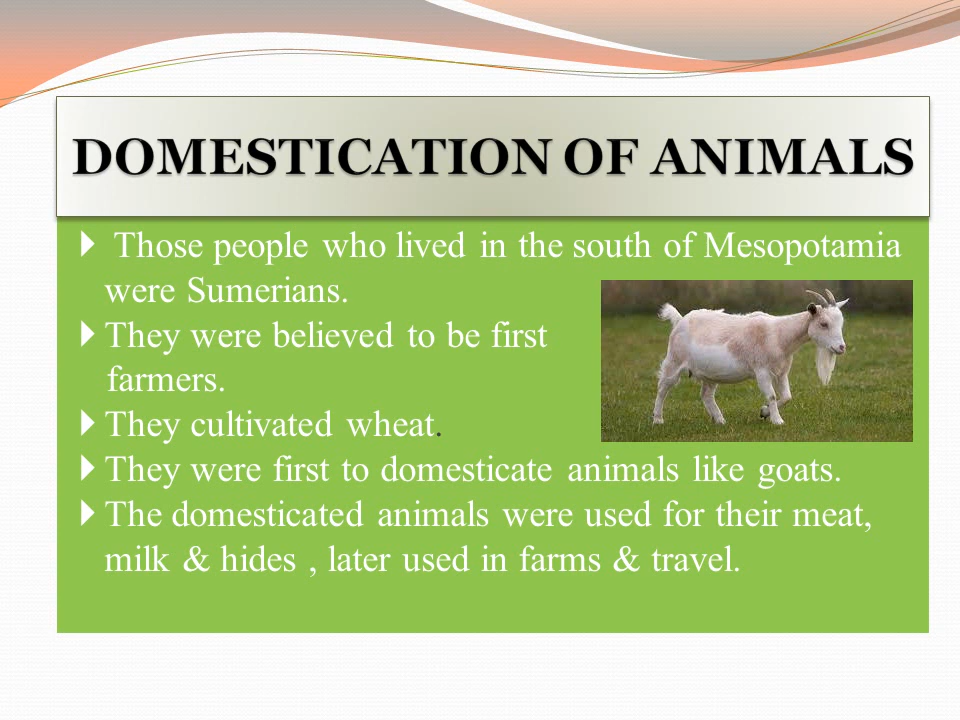 DOMESTICATION OF ANIMALS
Those people who lived in the south of Mesopotamia
were Sumerians.
They were believed to be first
farmers.
They cultivated wheat.
They were first to domesticate animals like goats.
The domesticated animals were used for their meat,
milk & hides , later used in farms & travel.